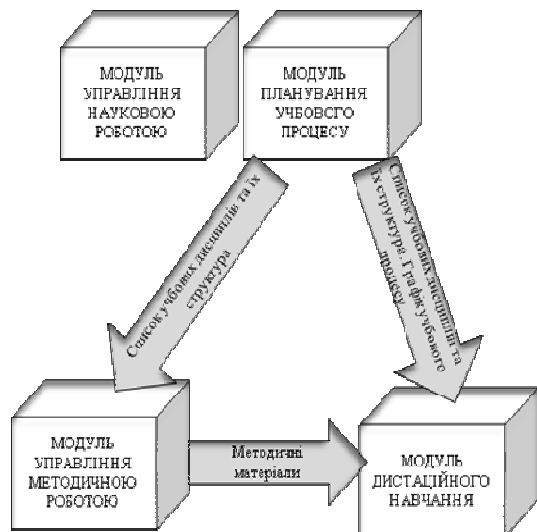 МОДУЛЬ
УПРАВЛІННЯ
НАУКОВОЮ
РОБОТОЮ
МОДУЛЬ
ПЛАНУВАННЯ
УЧБОВОГО
ПРОЦЕСУ
Список учбових дисциплін та їх
структура
Список учбових дисциплін та
їх структура. Графік учбового
процесу
МОДУЛЬ
УПРАВЛІННЯ
МЕТОДИЧНОЮ
РОБОТОЮ
Методичні
матеріали
МОДУЛЬ
ДИСТАЦІЙНОГО
НАВЧАННЯ